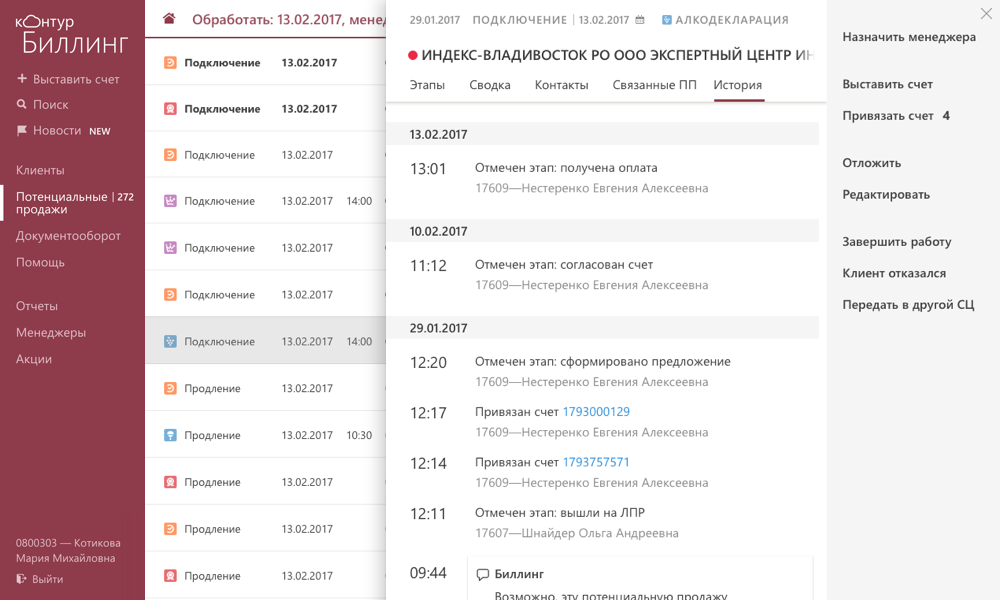 контур
Биллинг
Выставить счет
Поиск
Новости NEW
Клиенты
Потенциальные | 272
продажи
Документооборот
Помощь
Отчеты
Менеджеры
Акции
0800303 — Котикова
Мария Михайловна
Выйти
Обработать: 13.02.2017, менед
Подключение 13.02.2017
Подключение 13.02.2017
Подключение 13.02.2017
Подключение 13.02.2017 14:00
Подключение 13.02.2017
Подключение 13.02.2017
Подключение 13.02.2017 14:00
Продление 13.02.2017
Продление 13.02.2017 10:30
Продление 13.02.2017
Продление 13.02.2017
Продление 13.02.2017
29.01.2017 ПОДКЛЮЧЕНИЕ | 13.02.2017 АЛКОДЕКЛАРАЦИЯ
ИНДЕКС-ВЛАДИВОСТОК РО ООО ЭКСПЕРТНЫЙ ЦЕНТР ИН
Этапы Сводка Контакты Связанные ПП История
13.02.2017
13:01 Отмечен этап: получена оплата
17609—Нестеренко Евгения Алексеевна
10.02.2017
11:12 Отмечен этап: согласован счет
17609—Нестеренко Евгения Алексеевна
29.01.2017
12:20 Отмечен этап: сформировано предложение
17609—Нестеренко Евгения Алексеевна
12:17 Привязан счет 1793000129
17609—Нестеренко Евгения Алексеевна
12:14 Привязан счет 1793757571
17609—Нестеренко Евгения Алексеевна
12:11 Отмечен этап: вышли на ЛПР
17607—Шнайдер Ольга Андреевна
09:44 Биллинг
Возможно, эту потенциальную продажу
Назначить менеджера
Выставить счет
Привязать счет 4
Отложить
Редактировать
Завершить работу
Клиент отказался
Передать в другой СЦ